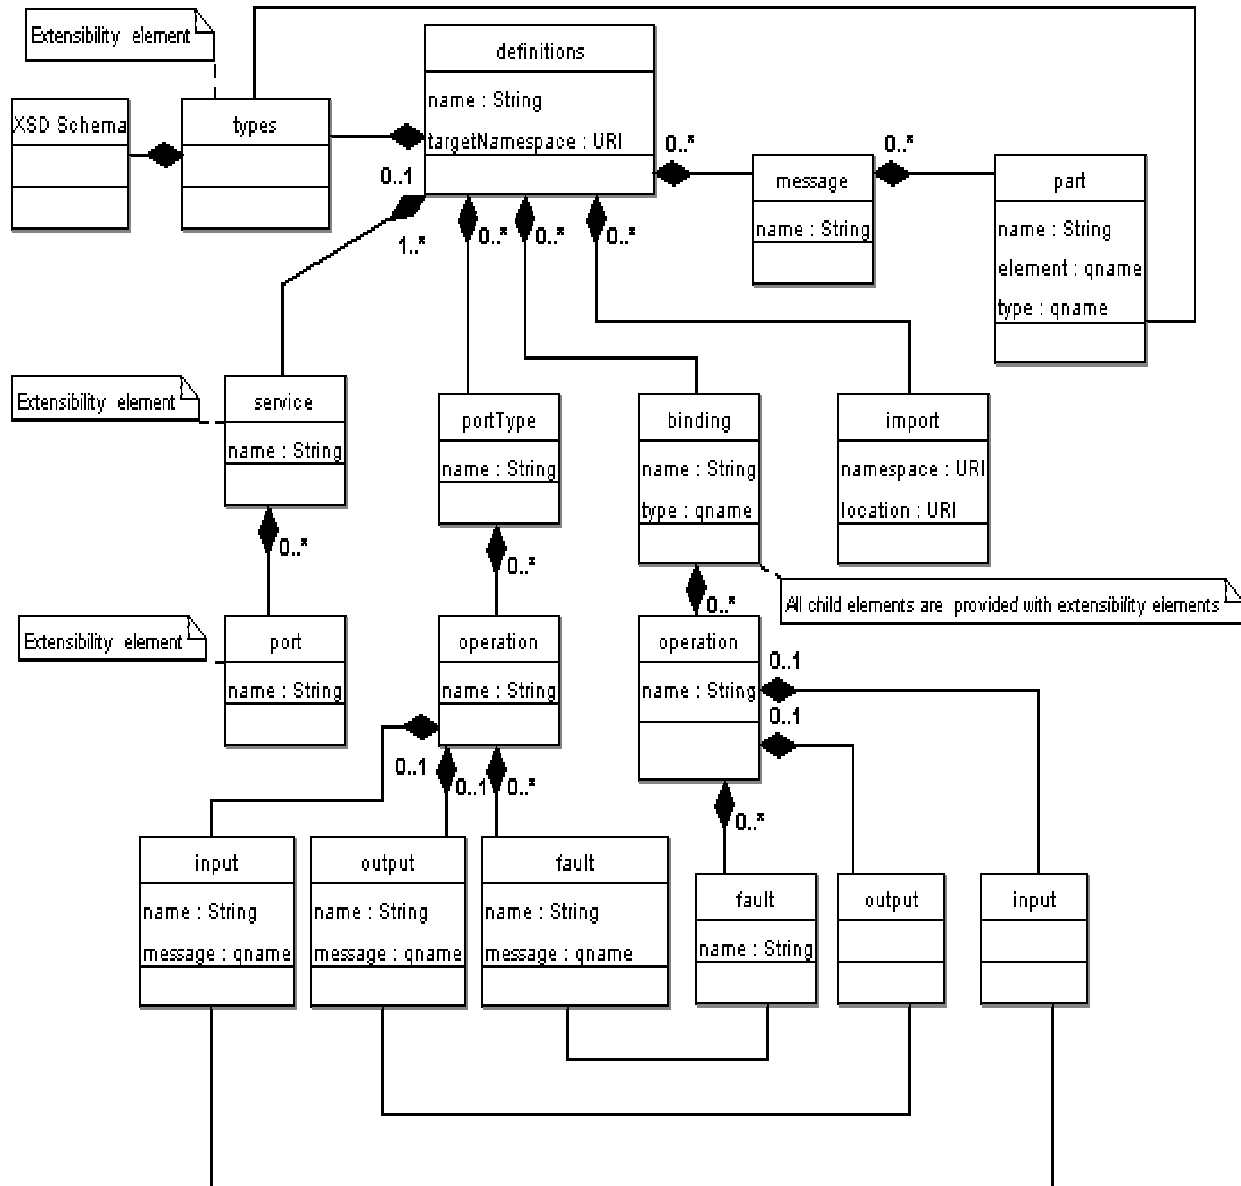 Extensibility element
definitions
name : String
targetNamespace : URI
XSD Schema
types
0..1
1..*
0..*
0..*
0..*
0..*
message
name : String
0..*
part
name : String
element : qname
type : qname
Extensibility element
service
name : String
0..*
portType
name : String
0..*
binding
name : String
type : qname
0..*
import
namespace : URI
location : URI
All child elements are provided with extensibility elements
Extensibility element
port
name : String
operation
name : String
operation
name : String
0..1
0..1
0..1
0..1
0..*
0..*
input
name : String
message : qname
output
name : String
message : qname
fault
name : String
message : qname
fault
name : String
output
input